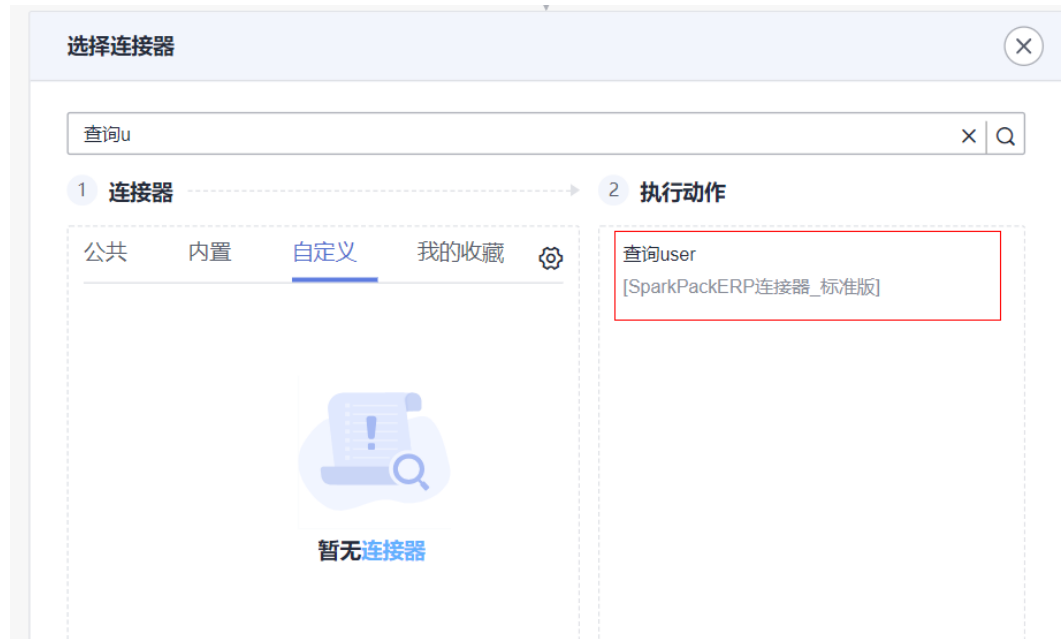 选择连接器
查询u
1 连接器
2 执行动作
公共 内置 自定义 我的收藏
查询user
[SparkPackERP连接器_标准版]
暂无连接器